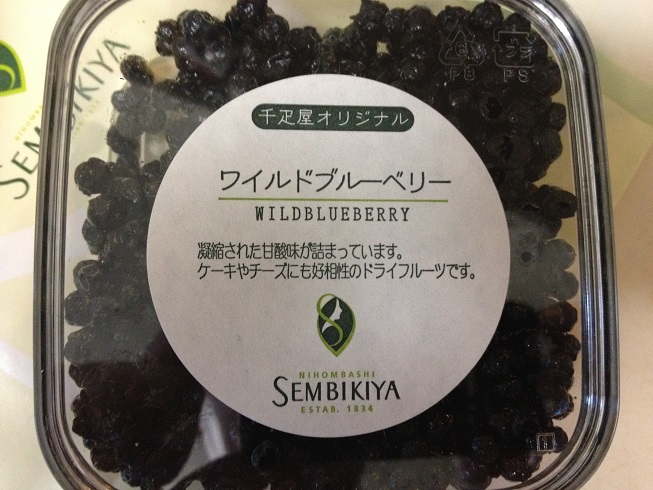 千疋屋オリジナル
ワイルドブルーベリー
WILDBLUEBERRY
凝縮された甘酸味が詰まっています。
ケーキやチーズにも好相性のドライフルーツです。
NIHOMBASHI
SEMBIKIYA
ESTAB. 1834
SEMBIKIYA
プラ
PS